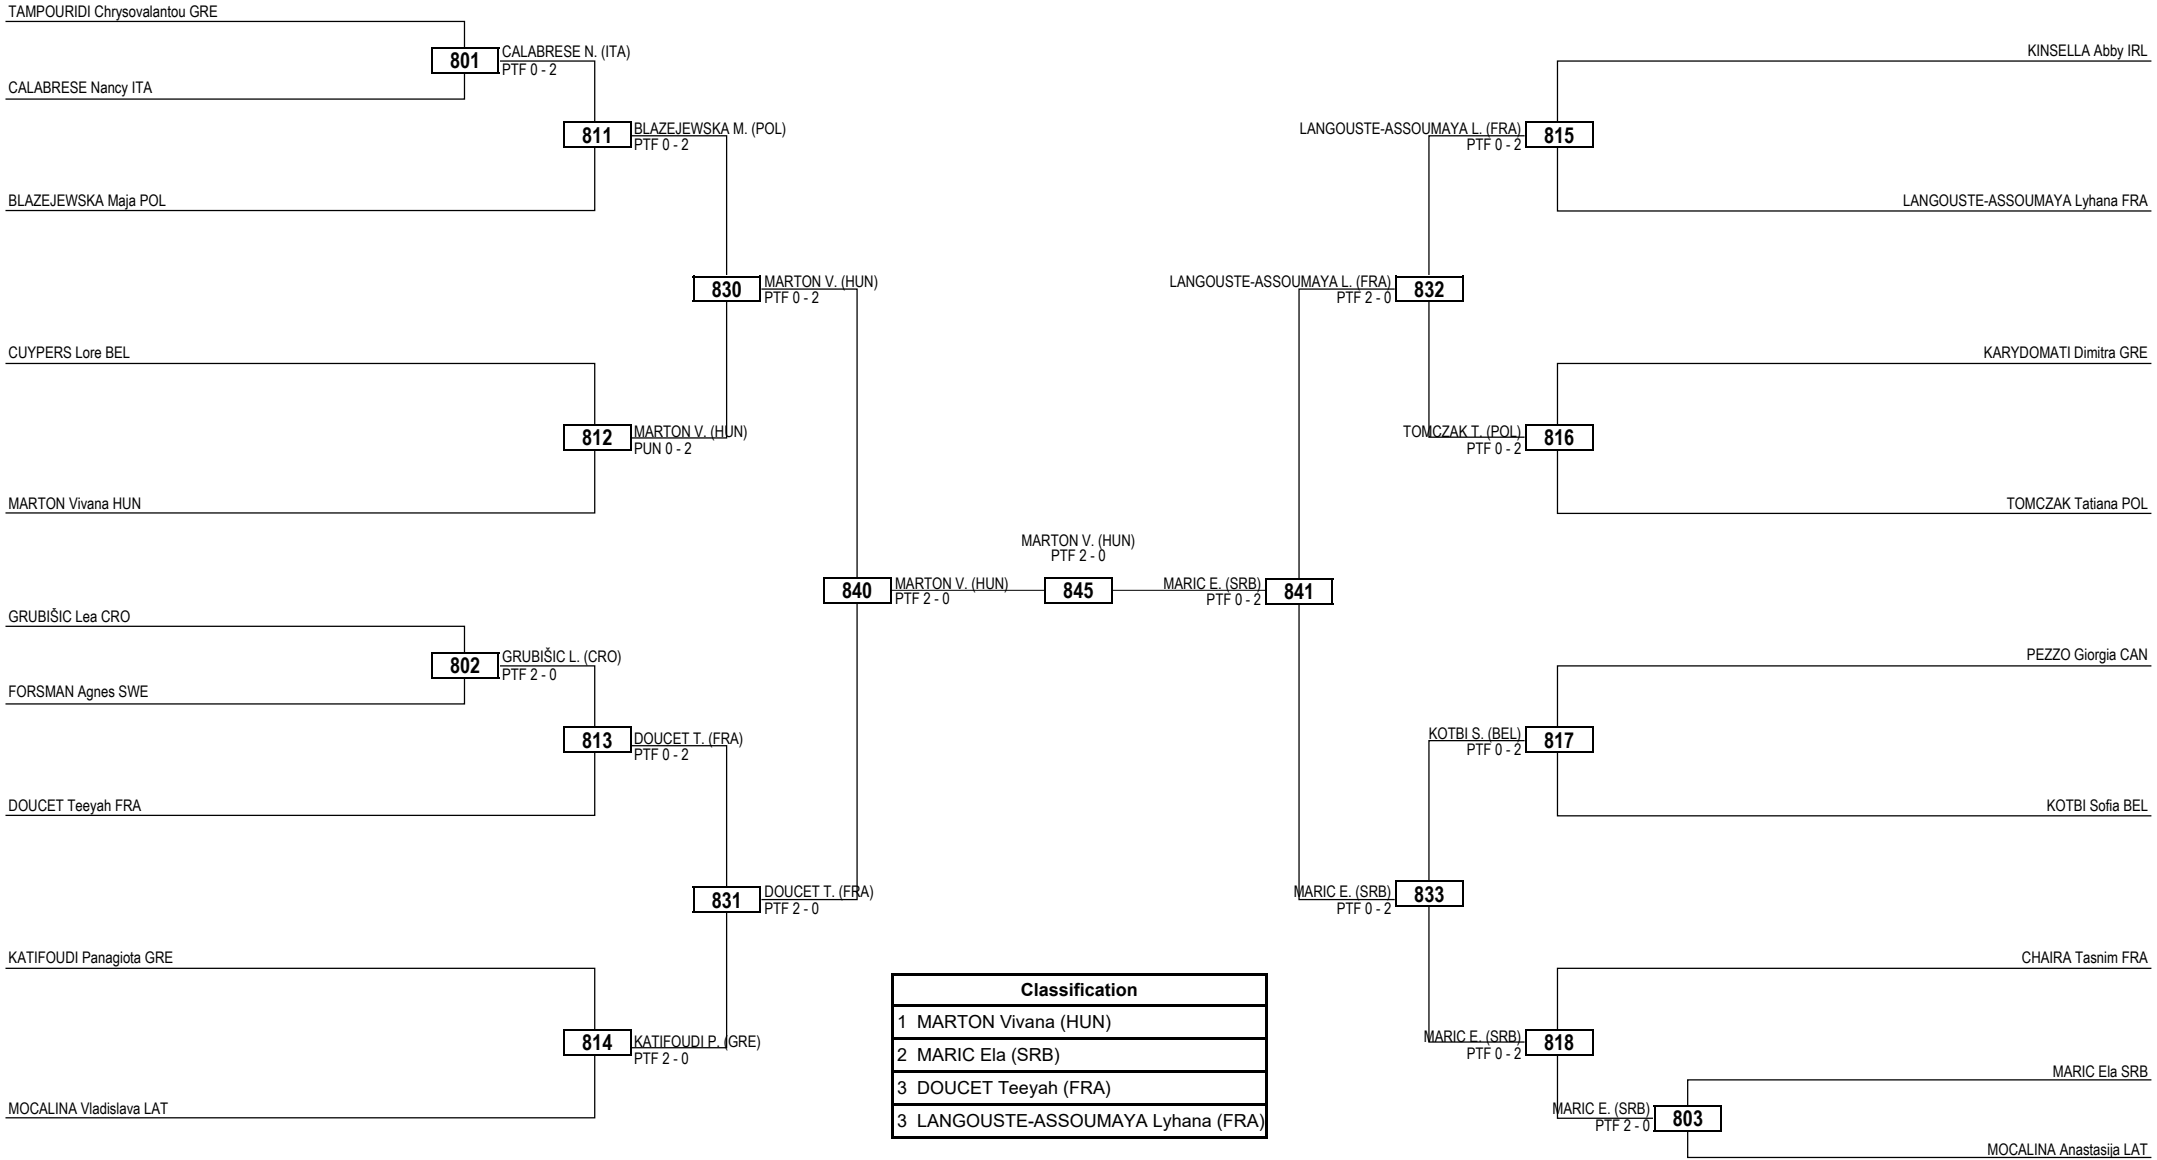 TAMPOURIDI Chrysovalantou GRE
801
CALABRESE N. (ITA)
PTF 0 - 2
CALABRESE Nancy ITA
811
BLAZEJEWSKA M. (POL)
PTF 0 - 2
BLAZEJEWSKA Maja POL
830
MARTON V. (HUN)
PTF 0 - 2
CUYPERS Lore BEL
812
MARTON V. (HUN)
PUN 0 - 2
MARTON Vivana HUN
840
MARTON V. (HUN)
PTF 2 - 0
GRUBIŠIC Lea CRO
802
GRUBIŠIC L. (CRO)
PTF 2 - 0
FORSMAN Agnes SWE
813
DOUCET T. (FRA)
PTF 0 - 2
DOUCET Teeyah FRA
831
DOUCET T. (FRA)
PTF 2 - 0
KATIFOUDI Panagiota GRE
814
KATIFOUDI P. (GRE)
PTF 2 - 0
MOCALINA Vladislava LAT
MARTON V. (HUN)
PTF 2 - 0
845
KINSELLA Abby IRL
LANGOUSTE-ASSOUMAYA L. (FRA)
PTF 0 - 2
815
LANGOUSTE-ASSOUMAYA Lyhana FRA
LANGOUSTE-ASSOUMAYA L. (FRA)
PTF 2 - 0
832
KARYDOMATI Dimitra GRE
TOMCZAK T. (POL)
PTF 0 - 2
816
TOMCZAK Tatiana POL
MARIC E. (SRB)
PTF 0 - 2
841
PEZZO Giorgia CAN
KOTBI S. (BEL)
PTF 0 - 2
817
KOTBI Sofia BEL
MARIC E. (SRB)
PTF 0 - 2
833
CHAIRA Tasnim FRA
MARIC E. (SRB)
PTF 0 - 2
818
MARIC Ela SRB
MARIC E. (SRB)
PTF 2 - 0
803
MOCALINA Anastasija LAT
Classification
1 MARTON Vivana (HUN)
2 MARIC Ela (SRB)
3 DOUCET Teeyah (FRA)
3 LANGOUSTE-ASSOUMAYA Lyhana (FRA)